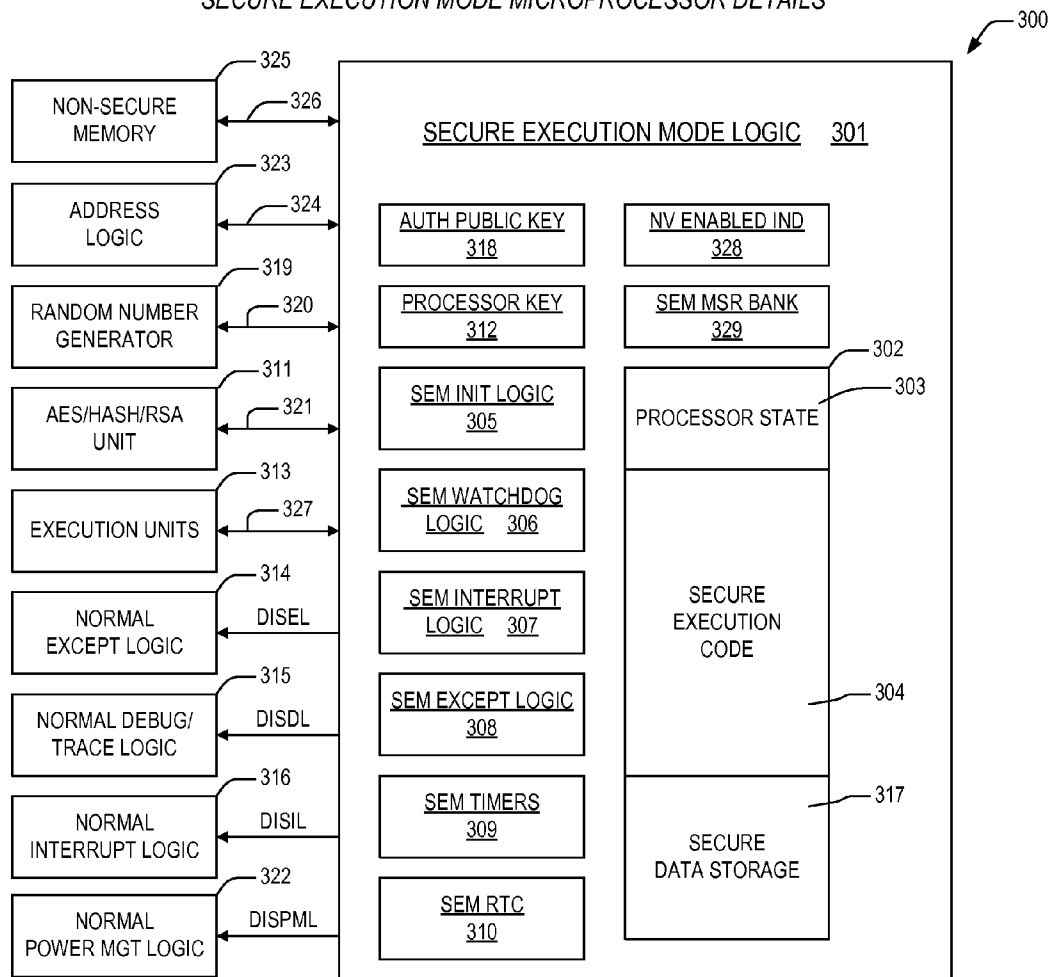 SECURE EXECUTION MODE MICROPROCESSOR DETAILS
300
325
NON-SECURE
MEMORY
326
323
ADDRESS
LOGIC
324
319
RANDOM NUMBER
GENERATOR
320
311
AES/HASH/RSA
UNIT
321
313
EXECUTION UNITS
327
314
NORMAL
EXCEPT LOGIC
DISEL
315
NORMAL DEBUG/
TRACE LOGIC
DISDL
316
NORMAL
INTERRUPT LOGIC
DISIL
322
NORMAL
POWER MGT LOGIC
DISPML
SECURE EXECUTION MODE LOGIC 301
AUTH PUBLIC KEY
318
PROCESSOR KEY
312
SEM INIT LOGIC
305
SEM WATCHDOG
LOGIC 306
SEM INTERRUPT
LOGIC 307
SEM EXCEPT LOGIC
308
SEM TIMERS
309
SEM RTC
310
NV ENABLED IND
328
SEM MSR BANK
329
302
303
PROCESSOR STATE
SECURE
EXECUTION
CODE
304
317
SECURE
DATA STORAGE